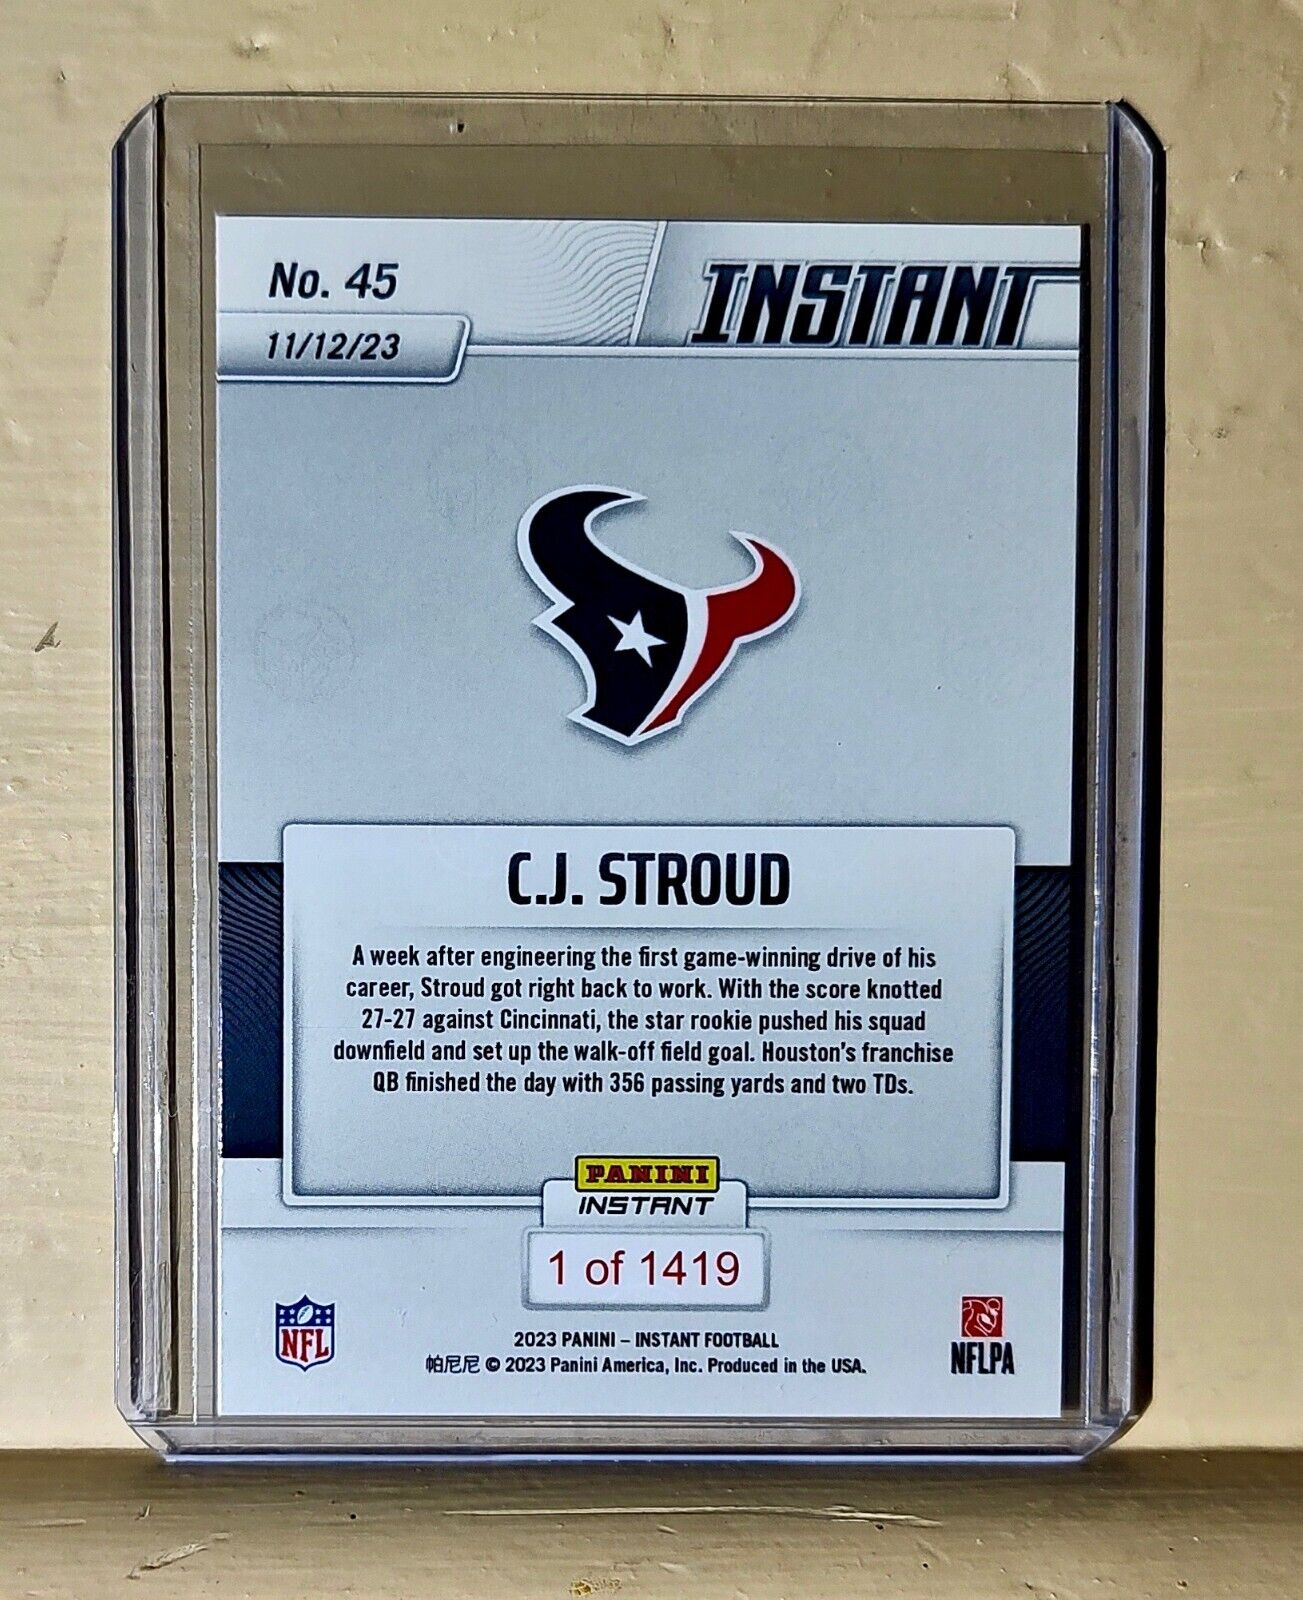 No. 45
INSTANT
11/12/23
C.J. STROUD
A week after engineering the first game-winning drive of his
career, Stroud got right back to work. With the score knotted
27-27 against Cincinnati, the star rookie pushed his squad
downfield and set up the walk-off field goal. Houston's franchise
QB finished the day with 356 passing yards and two TDs.
PANINI
INSTANT
1 of 1419
NFL
NFLPA
2023 PANINI – INSTANT FOOTBALL
帕尼尼 © 2023 Panini America, Inc. Produced in the USA.